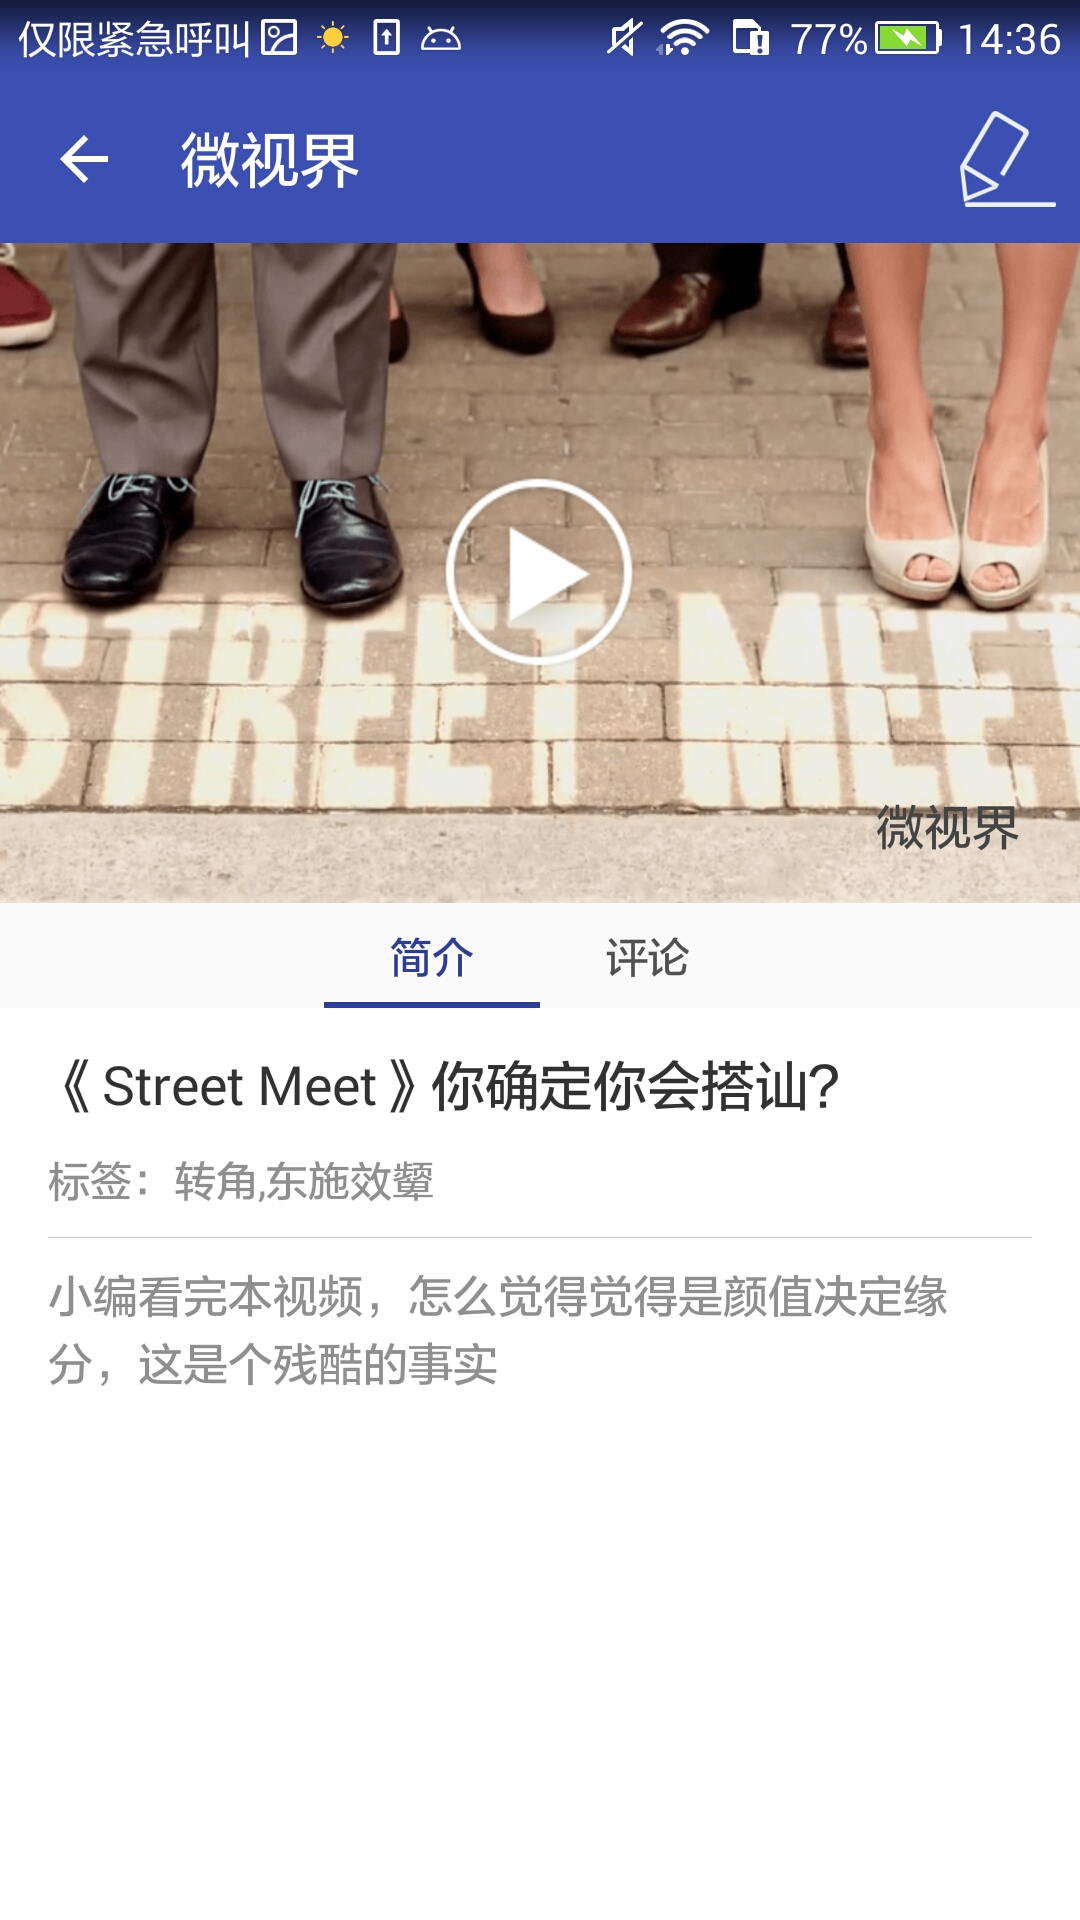 仅限紧急呼叫 77% 14:36
微视界
STREET MEET
微视界
简介 评论
《 Street Meet 》你确定你会搭讪?
标签：转角,东施效颦
小编看完本视频，怎么觉得觉得是颜值决定缘
分，这是个残酷的事实